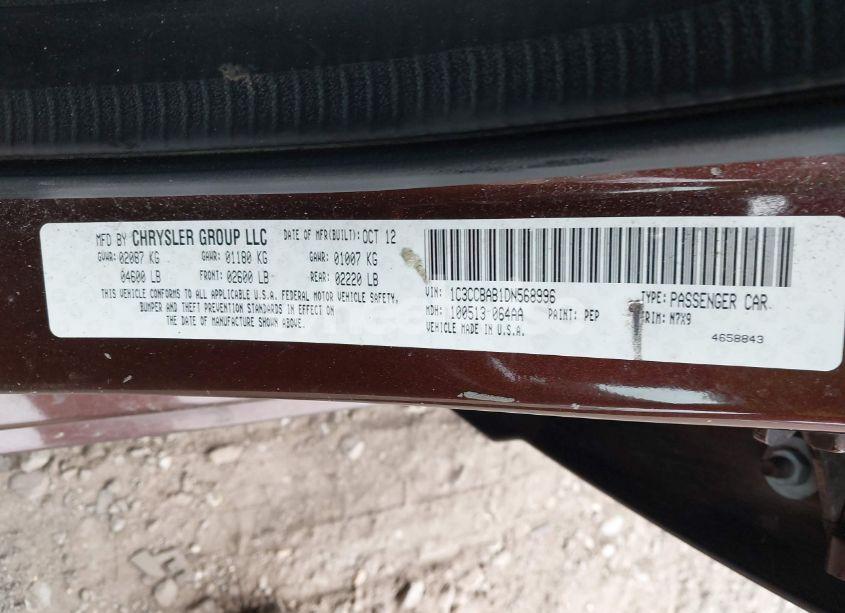 MFD BY CHRYSLER GROUP LLC DATE OF MFR(BUILT): OCT 12
GVWR: 02087 KG GAWR: 01180 KG GAWR: 01007 KG
04600 LB FRONT: 02600 LB REAR: 02220 LB
THIS VEHICLE CONFORMS TO ALL APPLICABLE U.S.A. FEDERAL MOTOR VEHICLE SAFETY,
BUMPER AND THEFT PREVENTION STANDARDS IN EFFECT ON
THE DATE OF MANUFACTURE SHOWN ABOVE.
VIN: 1C3CCBAB1DN568996 TYPE: PASSENGER CAR
MDH: 100513 064AA PAINT: PEP TRIM: N7X9
VEHICLE MADE IN U.S.A. 4658843